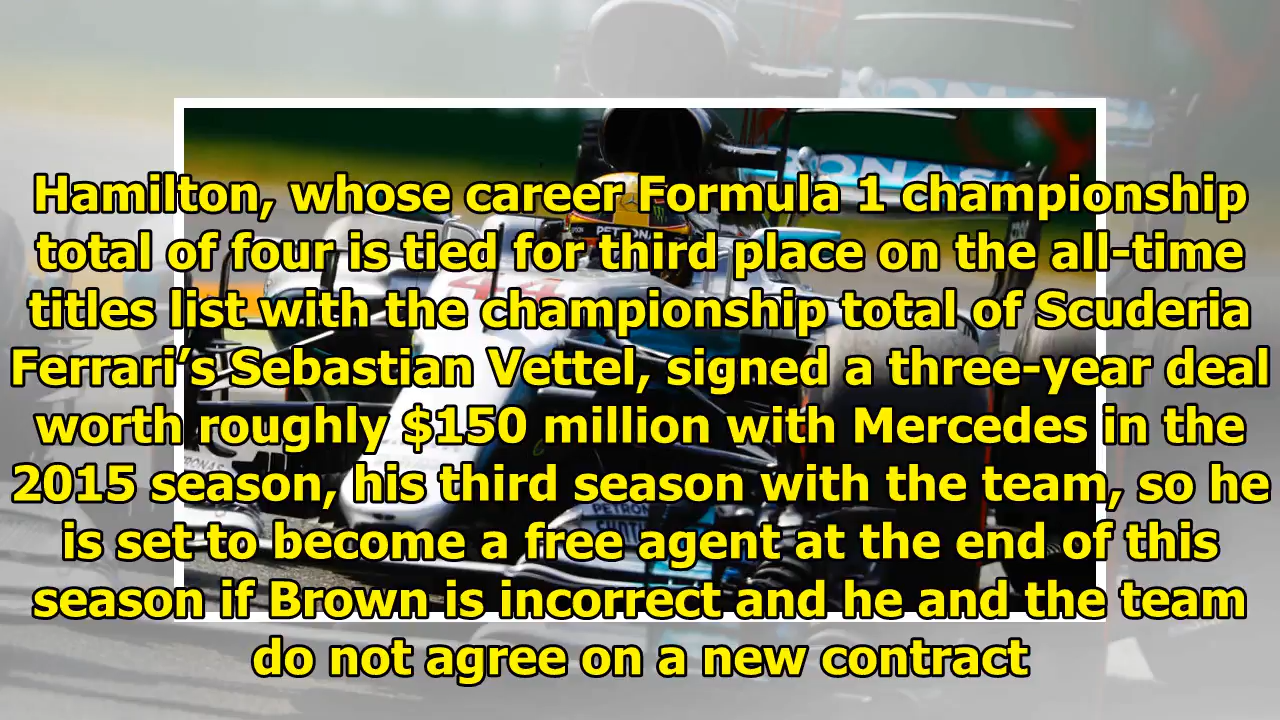 Hamilton, whose career Formula 1 championship
total of four is tied for third place on the all-time
titles list with the championship total of Scuderia
Ferrari’s Sebastian Vettel, signed a three-year deal
worth roughly $150 million with Mercedes in the
2015 season, his third season with the team, so he
is set to become a free agent at the end of this
season if Brown is incorrect and he and the team
do not agree on a new contract
44